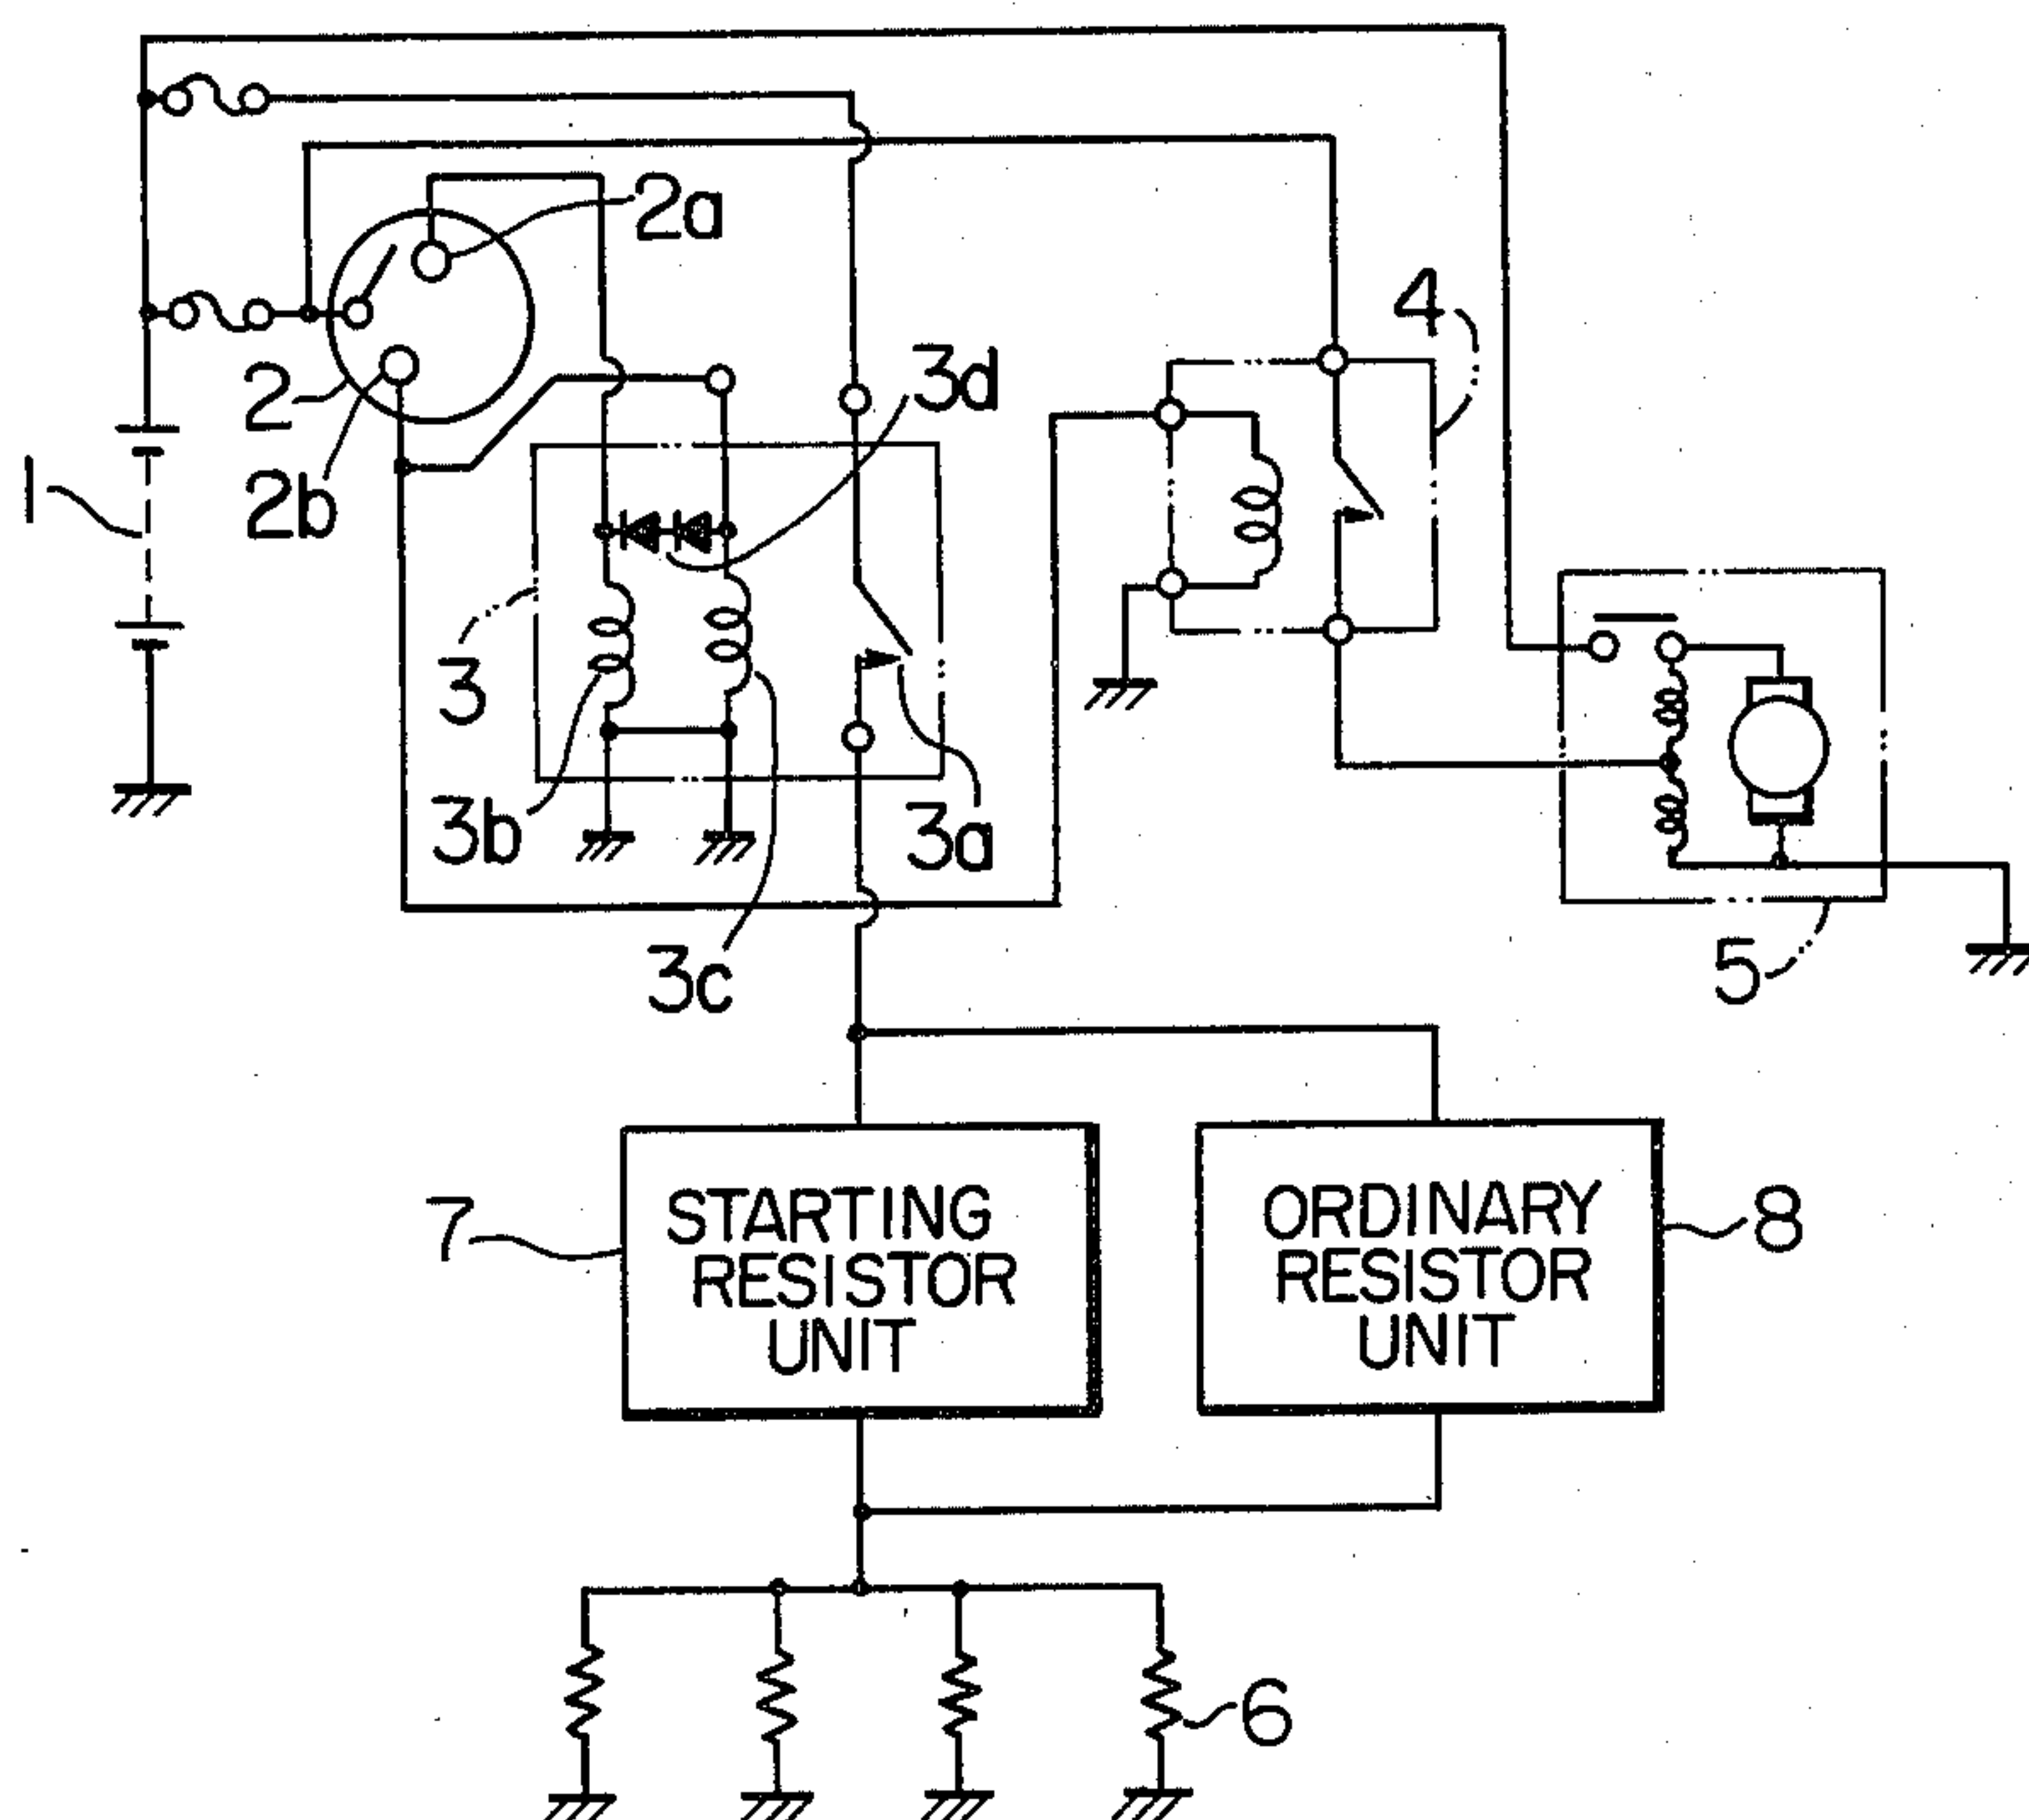 2a
4
3d
2
2b
1
3
3b
3a
3c
5
7
STARTING
RESISTOR
UNIT
ORDINARY
RESISTOR
UNIT
8
6